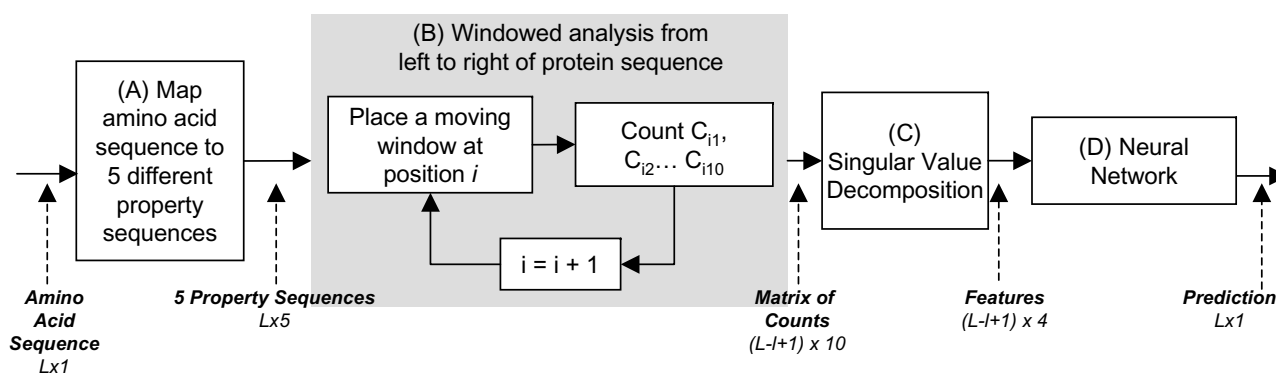 (B) Windowed analysis from
left to right of protein sequence
(A) Map
amino acid
sequence to
5 different
property
sequences
Place a moving
window at
position i
Count Ci1,
Ci2… Ci10
i = i + 1
(C)
Singular Value
Decomposition
(D) Neural
Network
Amino
Acid
Sequence
Lx1
5 Property Sequences
Lx5
Matrix of
Counts
(L-l+1) x 10
Features
(L-l+1) x 4
Prediction
Lx1